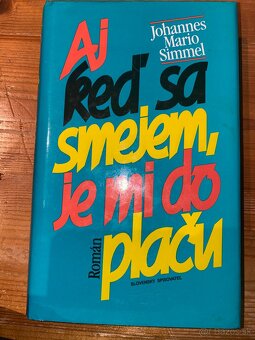 Johannes
Mario
Simmel
Aj
keď sa
smejem,
je mi do
plaču
Román
SLOVENSKÝ SPISOVATEĽ